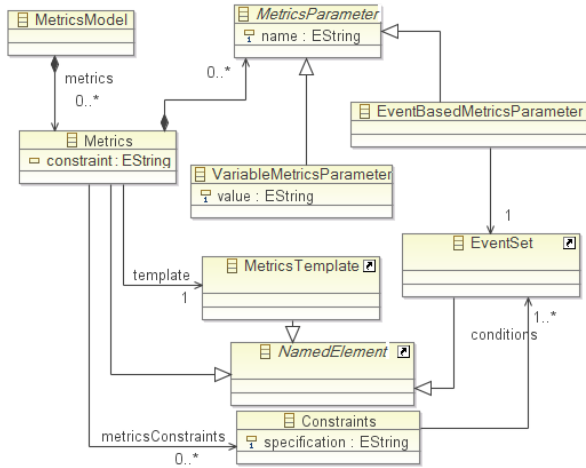 MetricsModel
MetricsParameter
name : EString
metrics
0..*
0..*
Metrics
constraint : EString
EventBasedMetricsParameter
VariableMetricsParameter
value : EString
1
EventSet
MetricsTemplate
template
1
1..*
conditions
NamedElement
Constraints
specification : EString
metricsConstraints
0..*